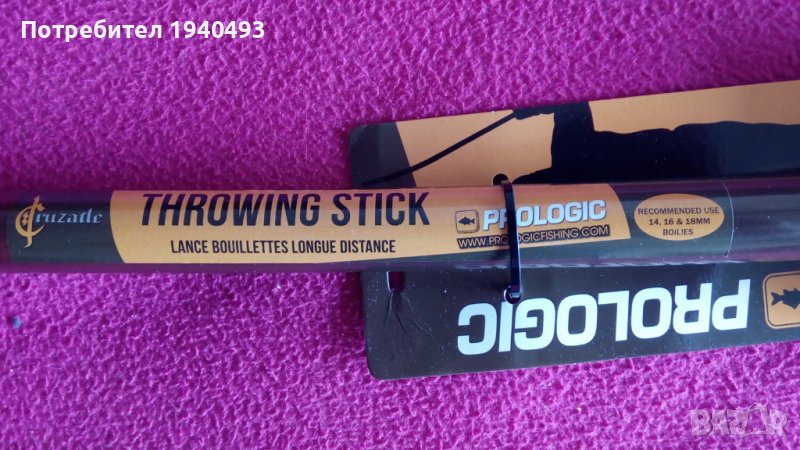 Потребител 1940493
Cruzade
THROWING STICK
LANCE BOUILLETTES LONGUE DISTANCE
PROLOGIC
WWW.PROLOGICFISHING.COM
RECOMMENDED USE
14, 16 & 18MM
BOILIES
PROLOGIC
BAZAR